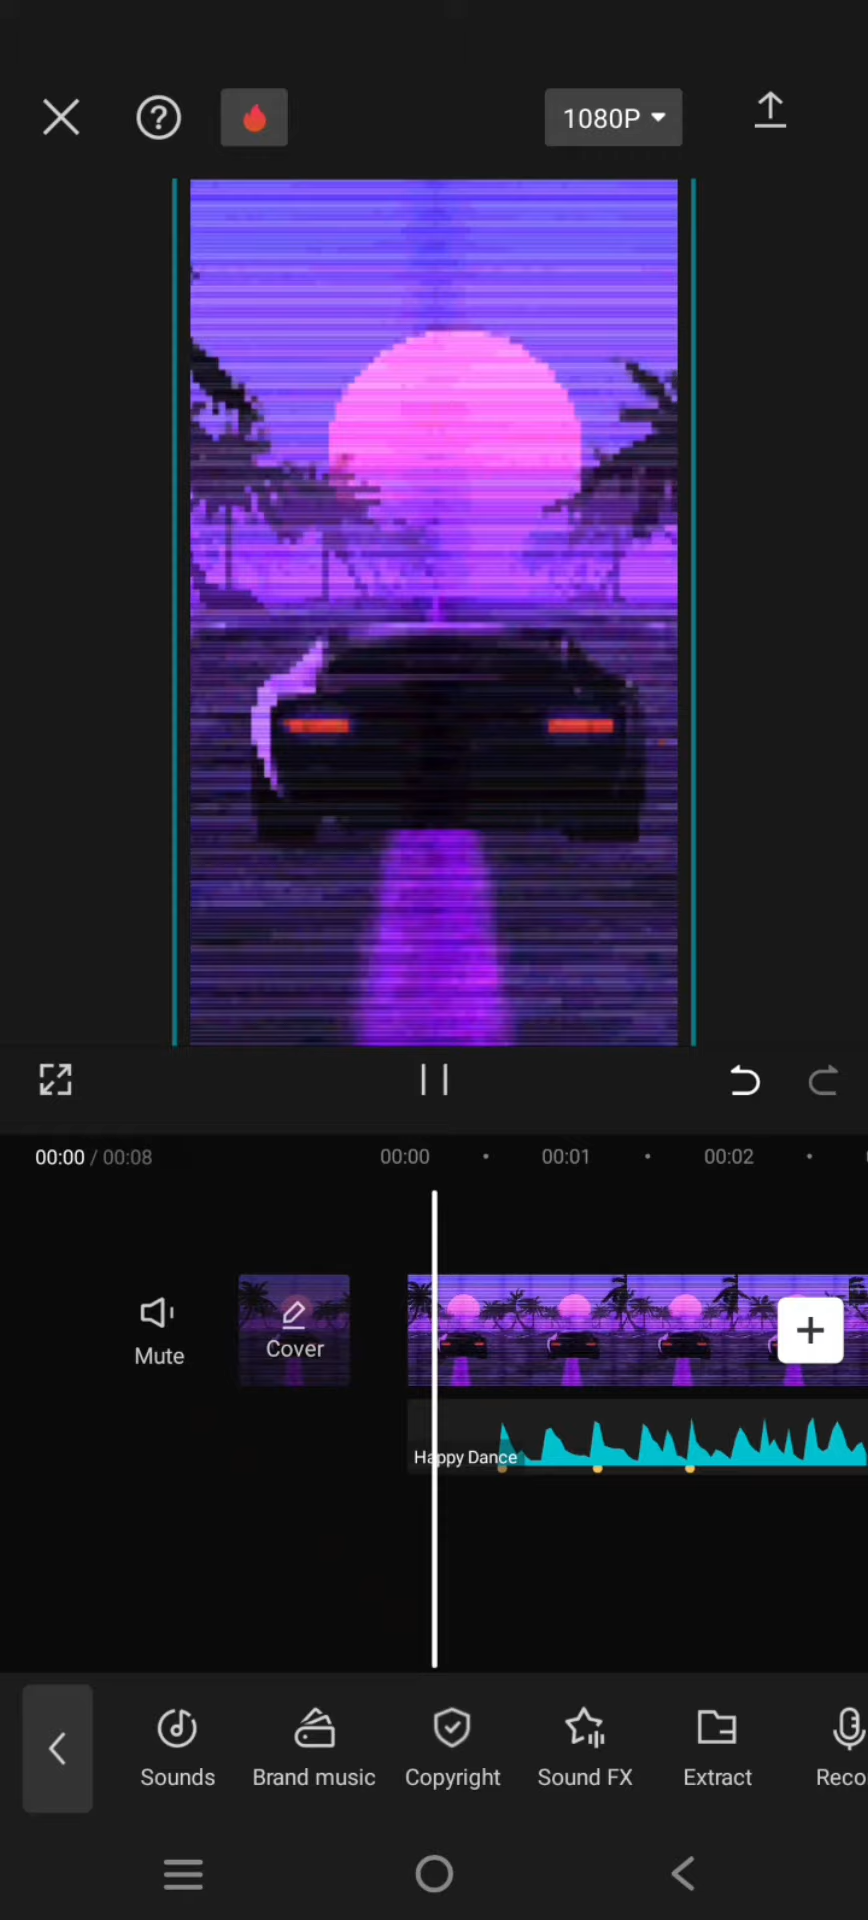 1080P
00:00 / 00:08
00:00
00:01
00:02
Mute
Cover
Happy Dance
Sounds
Brand music
Copyright
Sound FX
Extract
Reco